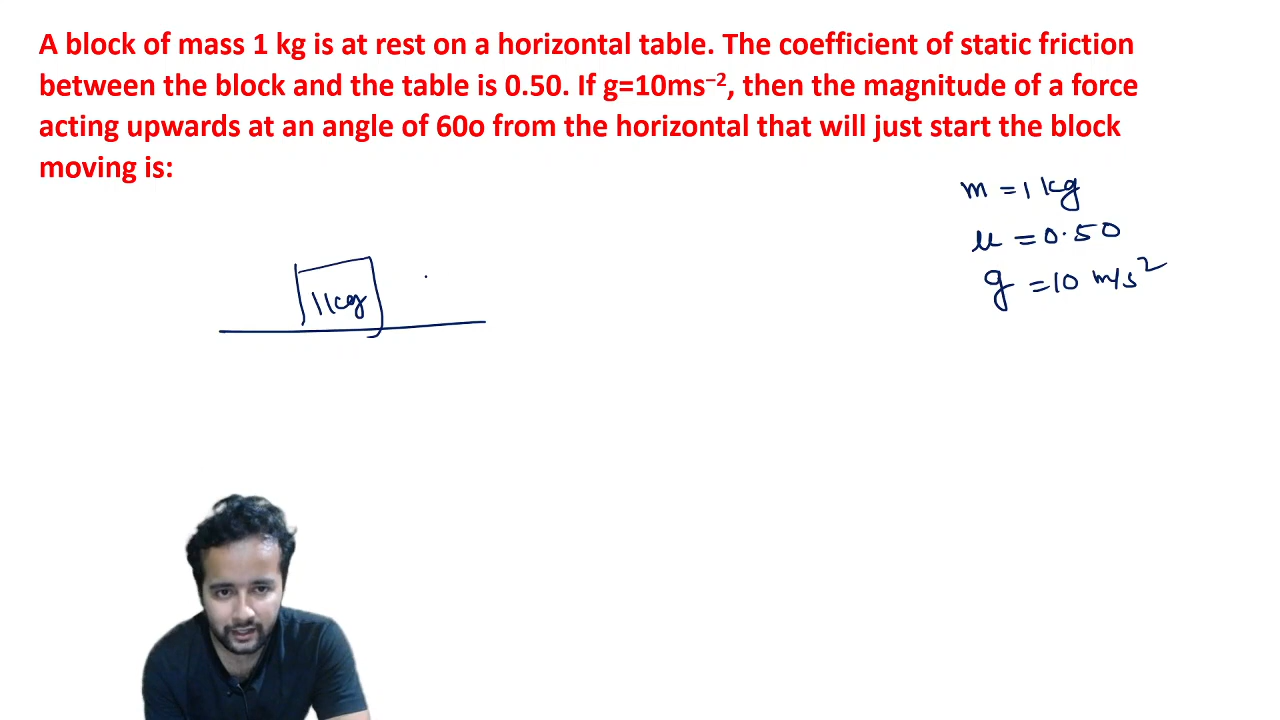 A block of mass 1 kg is at rest on a horizontal table. The coefficient of static friction
between the block and the table is 0.50. If g=10ms⁻², then the magnitude of a force
acting upwards at an angle of 60o from the horizontal that will just start the block
moving is:
m = 1 kg
μ = 0.50
g = 10 m/s²
1kg